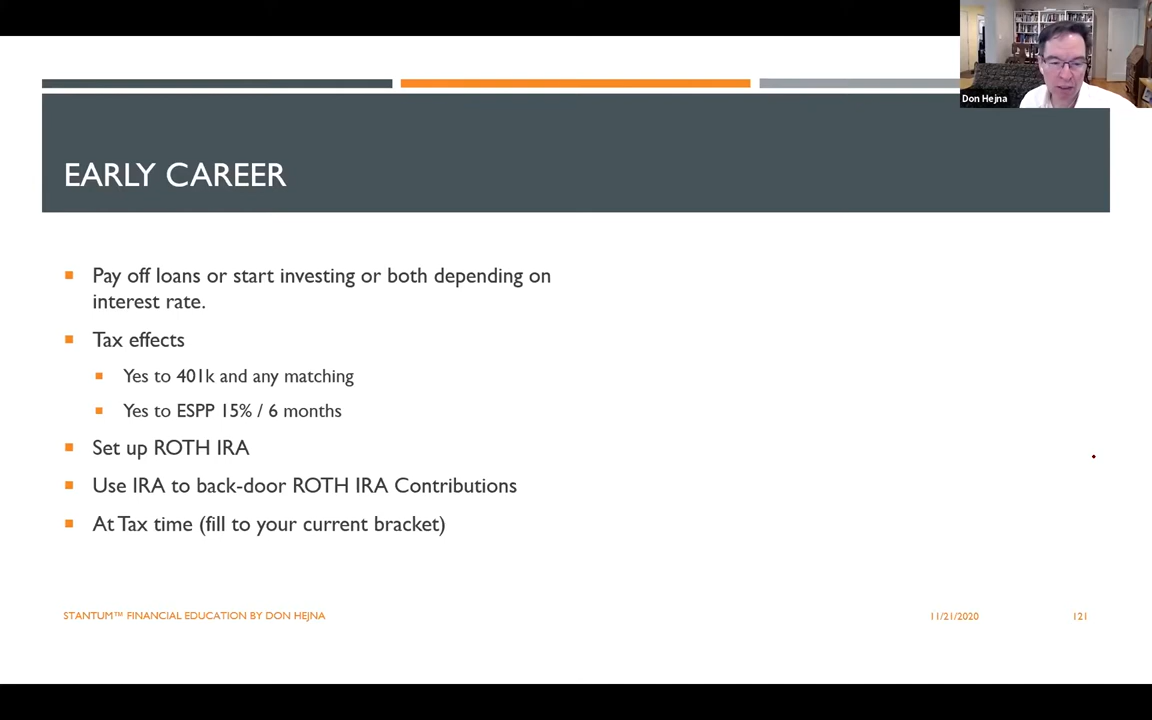 Don Hejna
EARLY CAREER
Pay off loans or start investing or both depending on
interest rate.
Tax effects
Yes to 401k and any matching
Yes to ESPP 15% / 6 months
Set up ROTH IRA
Use IRA to back-door ROTH IRA Contributions
At Tax time (fill to your current bracket)
STANTUM™ FINANCIAL EDUCATION BY DON HEJNA 11/21/2020 121